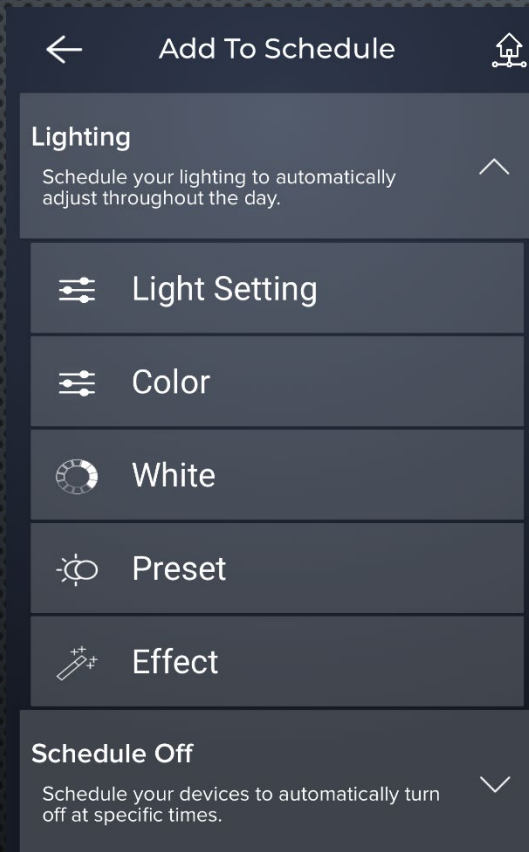 Add To Schedule
Lighting
Schedule your lighting to automatically
adjust throughout the day.
Light Setting
Color
White
Preset
Effect
Schedule Off
Schedule your devices to automatically turn
off at specific times.